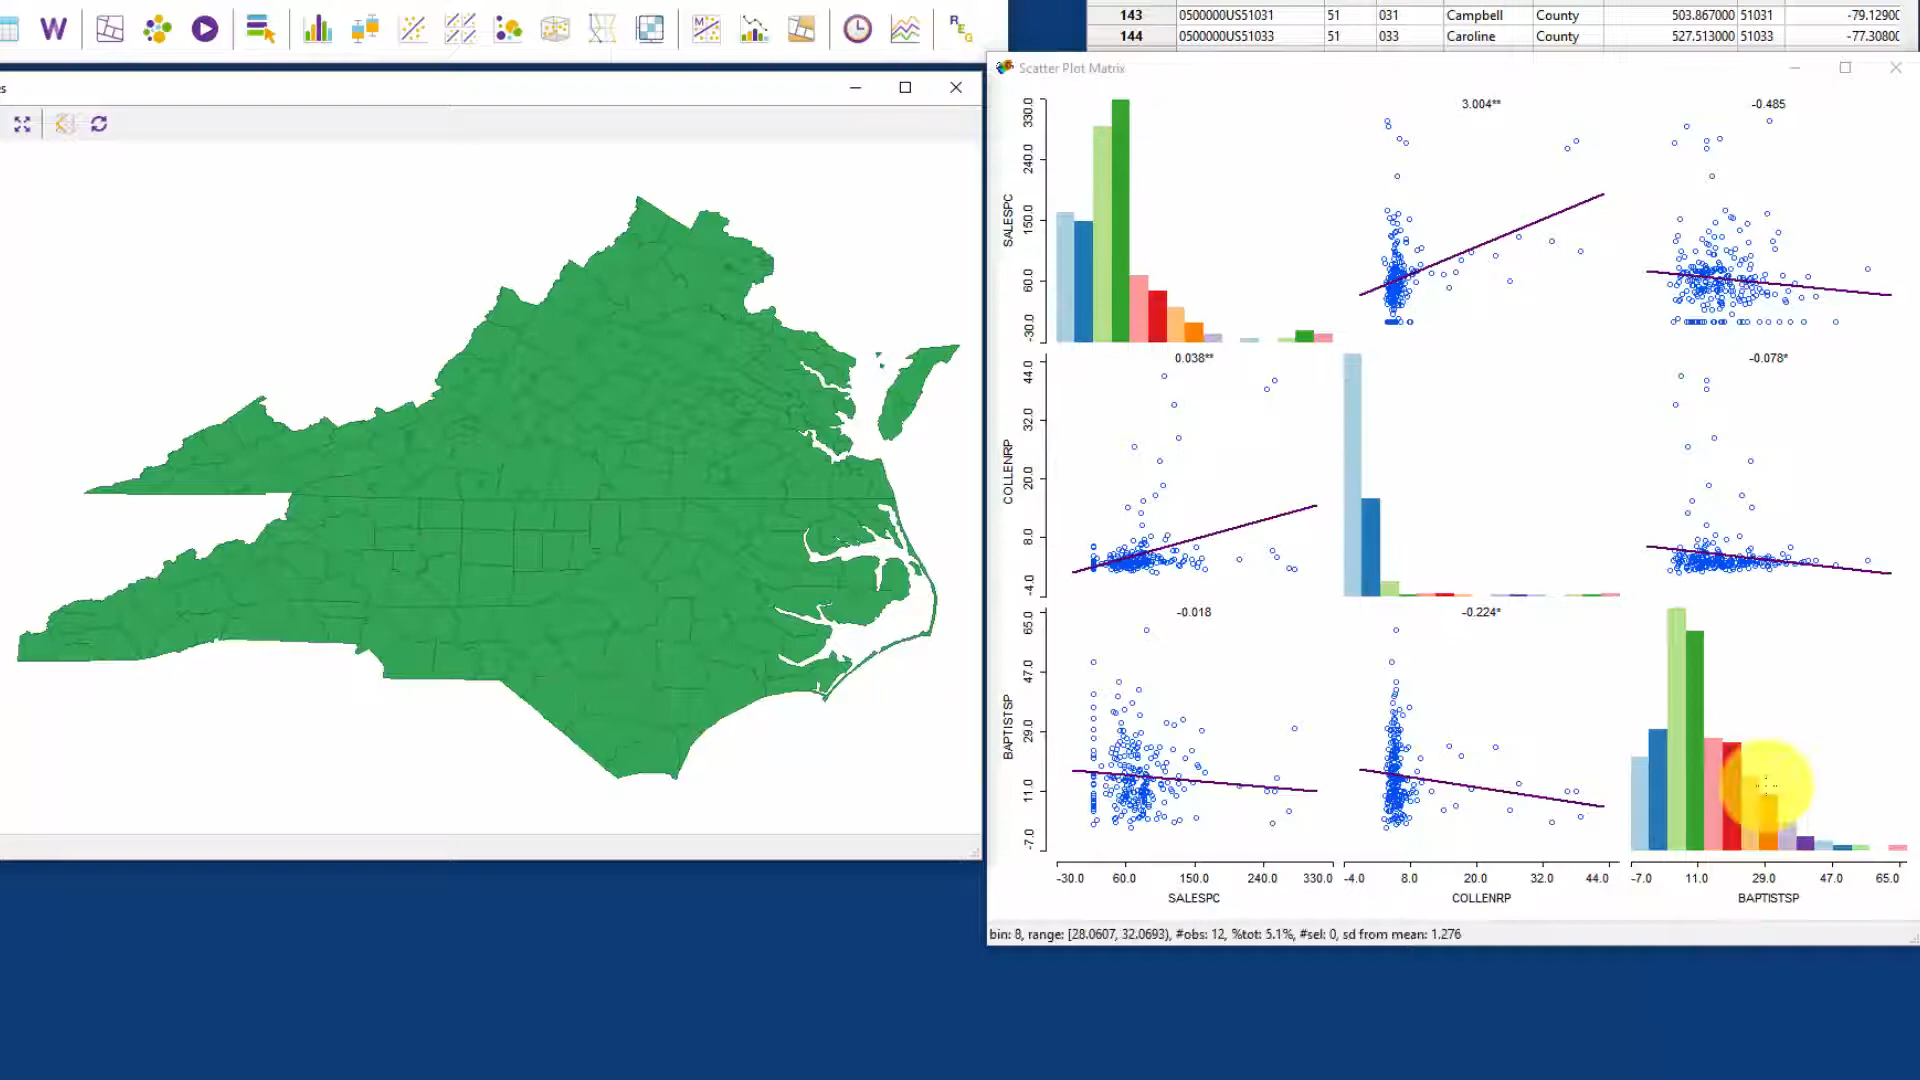 143 0500000US51031 51 031 Campbell County 503.867000 51031 -79.1290
144 0500000US51033 51 033 Caroline County 527.513000 51033 -77.3080
W
M
R
E
G
s
Scatter Plot Matrix
3.004** -0.485
SALESPC
330.0
240.0
150.0
60.0
-30.0
0.038** -0.078*
COLLENRP
44.0
32.0
20.0
8.0
-4.0
-0.018 -0.224*
BAPTISTSP
65.0
47.0
29.0
11.0
-7.0
-30.0 60.0 150.0 240.0 330.0 -4.0 8.0 20.0 32.0 44.0 -7.0 11.0 29.0 47.0 65.0
SALESPC COLLENRP BAPTISTSP
bin: 8, range: [28.0607, 32.0693), #obs: 12, %tot: 5.1%, #sel: 0, sd from mean: 1.276